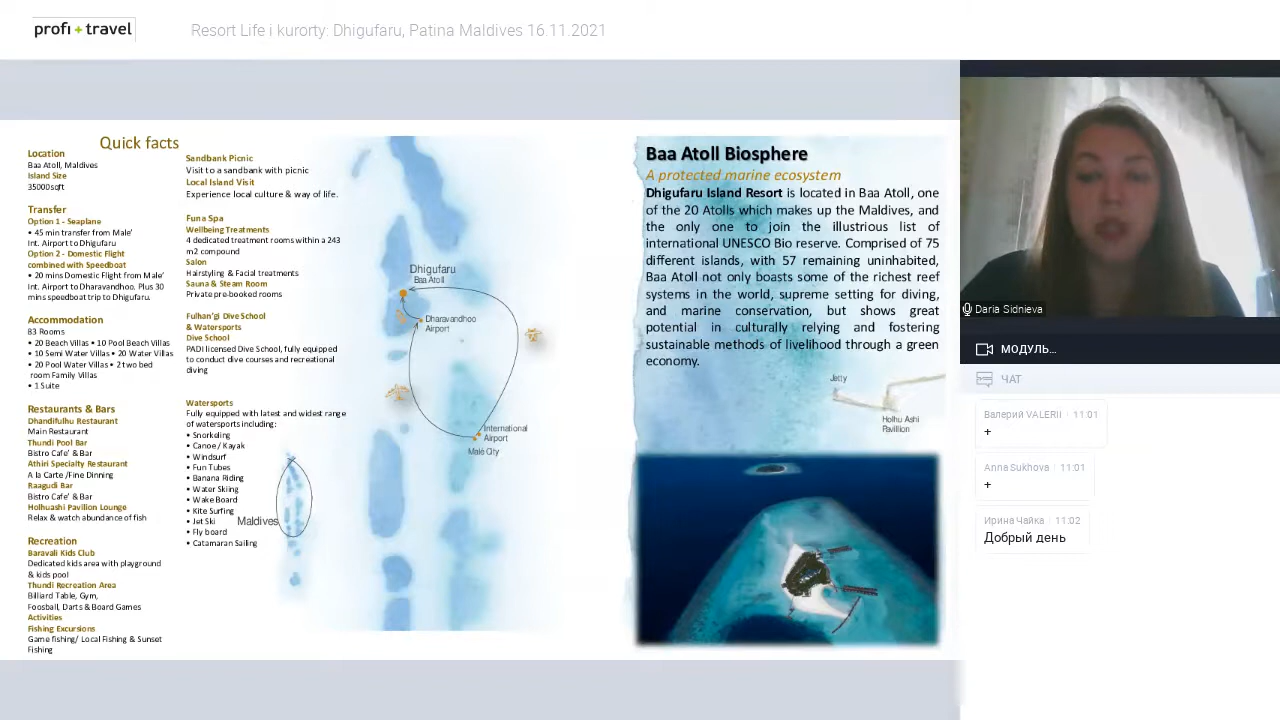 profi + travel
Resort Life i kurorty: Dhigufaru, Patina Maldives 16.11.2021
Quick facts
Location
Baa Atoll, Maldives
Island Size
35000sqft
Transfer
Option 1 - Seaplane
• 45 min transfer from Male'
Int. Airport to Dhigufaru
Option 2 - Domestic Flight
combined with Speedboat
• 20 mins Domestic Flight from Male'
Int. Airport to Dharavandhoo, Plus 30
mins speedboat trip to Dhigufaru.
Accommodation
83 Rooms
• 20 Beach Villas • 10 Pool Beach Villas
• 10 Semi Water Villas • 20 Water Villas
• 20 Pool Water Villas • 2 two bed
room Family Villas
• 1 Suite
Restaurants & Bars
Dhandifulhu Restaurant
Main Restaurant
Thundi Pool Bar
Bistro Cafe' & Bar
Athiri Specialty Restaurant
A la Carte /Fine Dinning
Raagudi Bar
Bistro Cafe' & Bar
Holhuashi Pavilion Lounge
Relax & watch abundance of fish
Recreation
Baravali Kids Club
Dedicated kids area with playground
& kids pool
Thundi Recreation Area
Billiard Table, Gym,
Foosball, Darts & Board Games
Activities
Fishing Excursions
Game fishing/ Local Fishing & Sunset
Fishing
Sandbank Picnic
Visit to a sandbank with picnic
Local Island Visit
Experience local culture & way of life.
Funa Spa
Wellbeing Treatments
4 dedicated treatment rooms within a 243
m2 compound
Salon
Hairstyling & Facial treatments
Sauna & Steam Room
Private pre-booked rooms
Fulhan'gi Dive School
& Watersports
Dive School
PADI licensed Dive School, fully equipped
to conduct dive courses and recreational
diving
Watersports
Fully equipped with latest and widest range
of watersports including:
• Snorkeling
• Canoe / Kayak
• Windsurf
• Fun Tubes
• Banana Riding
• Water Skiing
• Wake Board
• Kite Surfing
• Jet Ski
• Fly board
• Catamaran Sailing
Maldives
Dhigufaru
Baa Atoll
Dharavandhoo
Airport
International
Airport
Male City
Baa Atoll Biosphere
A protected marine ecosystem
Dhigufaru Island Resort is located in Baa Atoll, one
of the 20 Atolls which makes up the Maldives, and
the only one to join the illustrious list of
international UNESCO Bio reserve. Comprised of 75
different islands, with 57 remaining uninhabited,
Baa Atoll not only boasts some of the richest reef
systems in the world, supreme setting for diving,
and marine conservation, but shows great
potential in culturally relying and fostering
sustainable methods of livelihood through a green
economy.
Jetty
Holhu Ashi
Pavillion
Daria Sidnieva
МОДУЛЬ...
ЧАТ
Валерий VALERII · 11:01
+
Anna Sukhova · 11:01
+
Ирина Чайка · 11:02
Добрый день